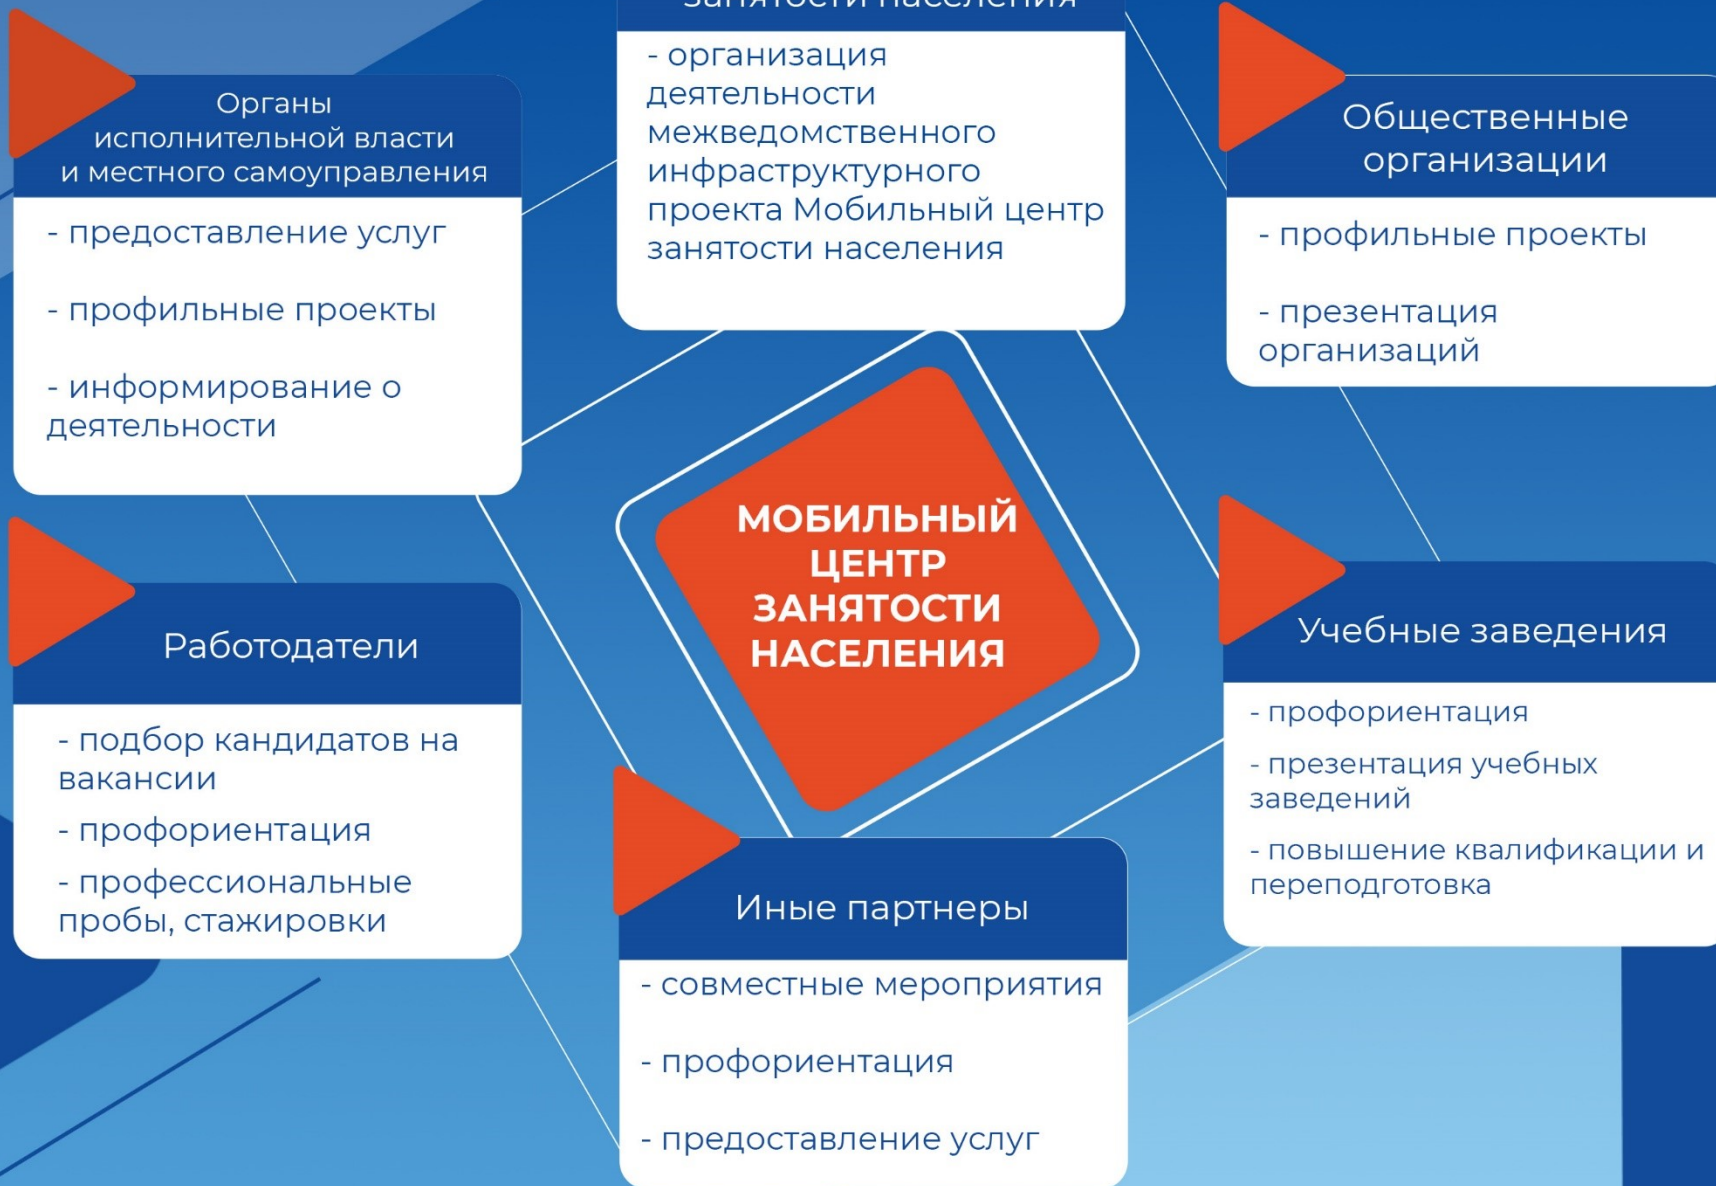 занятости населения
- организация
деятельности
межведомственного
инфраструктурного
проекта Мобильный центр
занятости населения
Органы
исполнительной власти
и местного самоуправления
- предоставление услуг
- профильные проекты
- информирование о
деятельности
Общественные
организации
- профильные проекты
- презентация
организаций
МОБИЛЬНЫЙ
ЦЕНТР
ЗАНЯТОСТИ
НАСЕЛЕНИЯ
Работодатели
- подбор кандидатов на
вакансии
- профориентация
- профессиональные
пробы, стажировки
Учебные заведения
- профориентация
- презентация учебных
заведений
- повышение квалификации и
переподготовка
Иные партнеры
- совместные мероприятия
- профориентация
- предоставление услуг